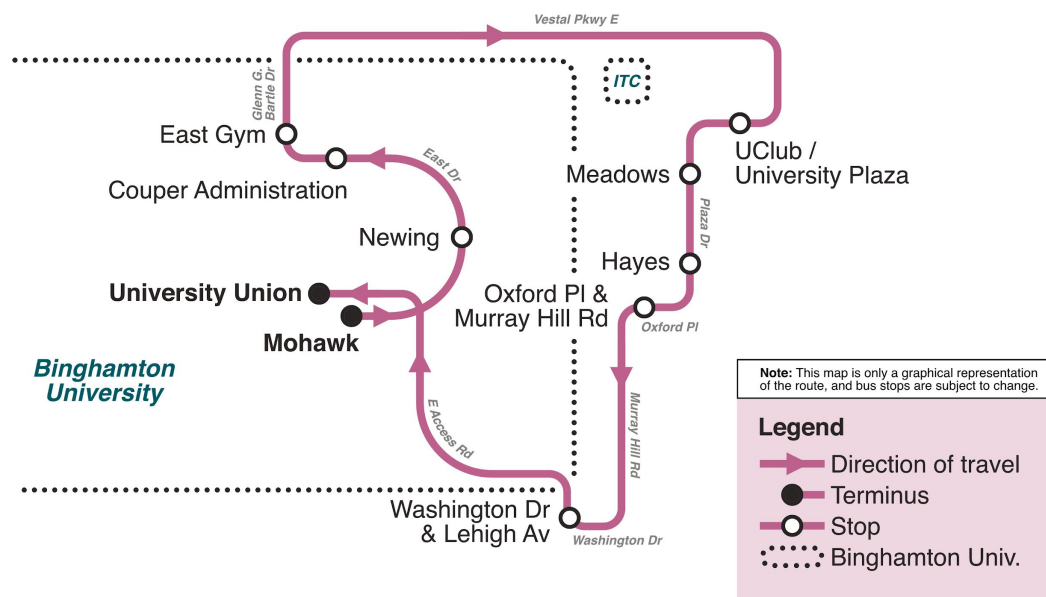 Vestal Pkwy E
Glenn G.
Bartle Dr
ITC
East Gym
East Dr
UClub /
University Plaza
Couper Administration
Meadows
Plaza Dr
Newing
Hayes
University Union
Oxford Pl &
Murray Hill Rd
Oxford Pl
Mohawk
Binghamton
University
E Access Rd
Murray Hill Rd
Washington Dr
& Lehigh Av
Washington Dr
Note: This map is only a graphical representation
of the route, and bus stops are subject to change.
Legend
Direction of travel
Terminus
Stop
Binghamton Univ.